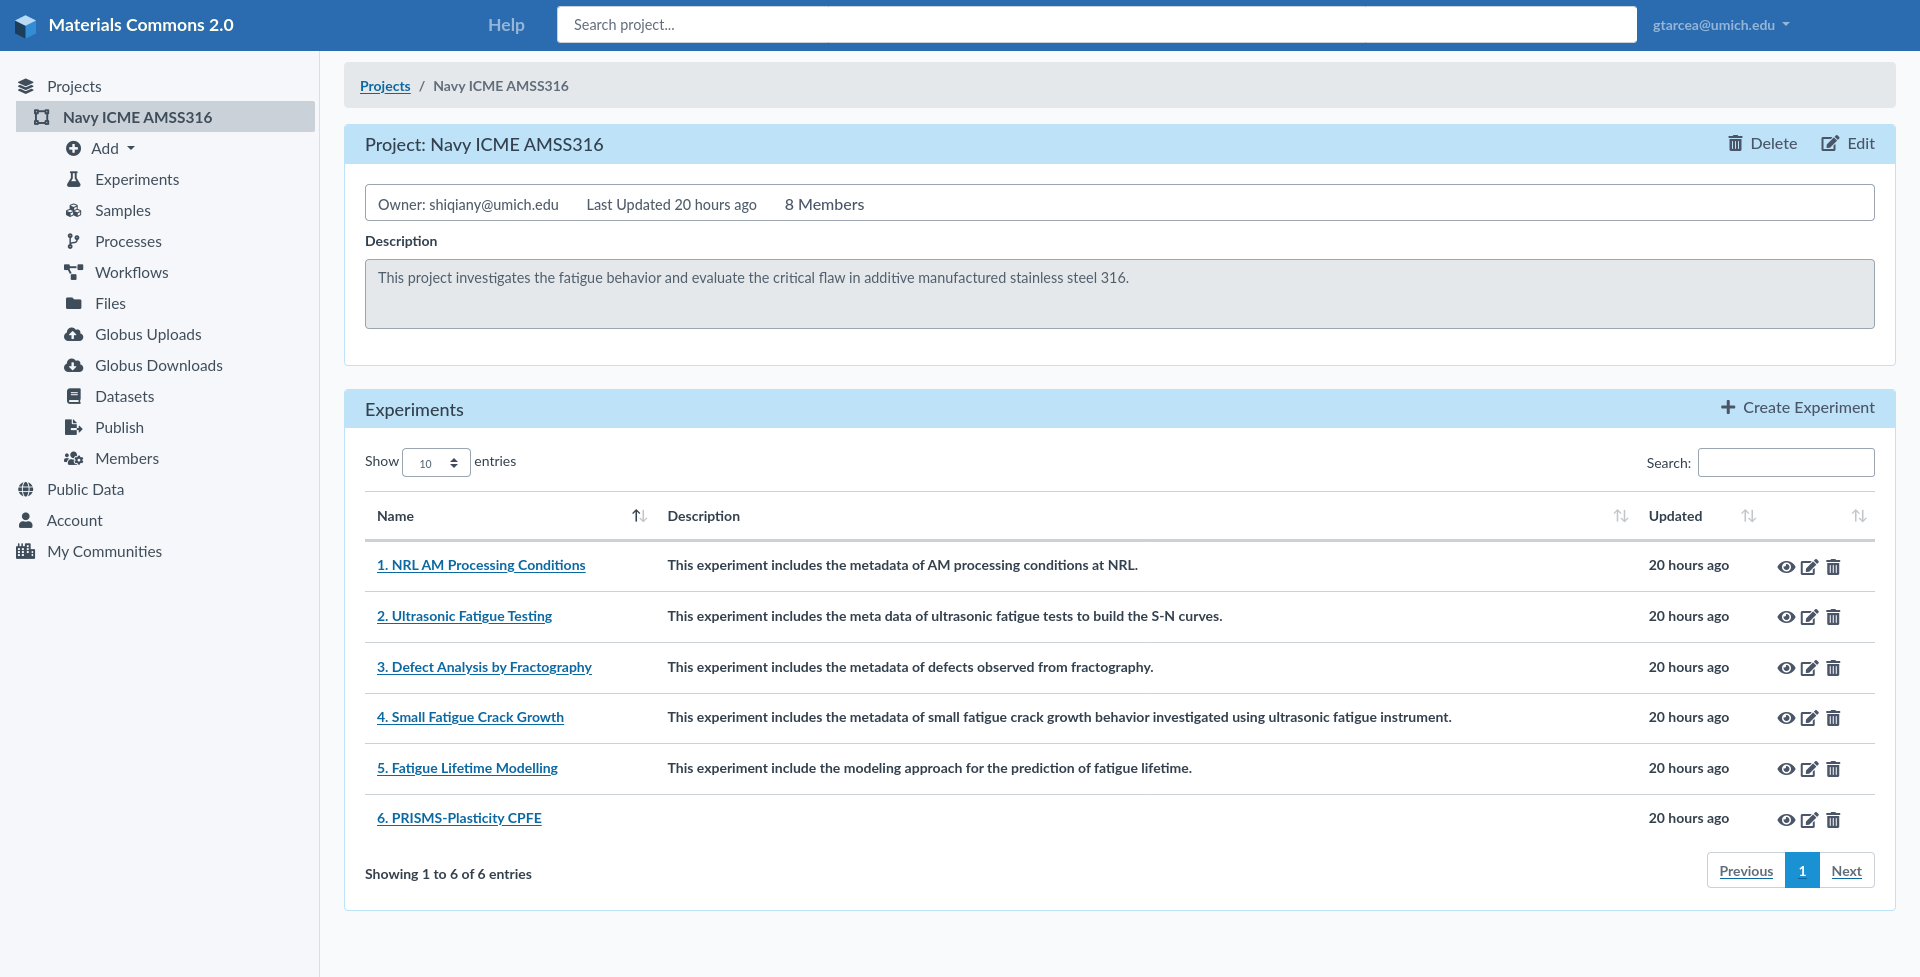 Materials Commons 2.0
Help
Search project...
gtarcea@umich.edu
Projects
Navy ICME AMSS316
Add
Experiments
Samples
Processes
Workflows
Files
Globus Uploads
Globus Downloads
Datasets
Publish
Members
Public Data
Account
My Communities
Projects / Navy ICME AMSS316
Project: Navy ICME AMSS316
Delete Edit
Owner: shiqiany@umich.edu Last Updated 20 hours ago 8 Members
Description
This project investigates the fatigue behavior and evaluate the critical flaw in additive manufactured stainless steel 316.
Experiments
Create Experiment
Show 10 entries
Search:
Name Description Updated
1. NRL AM Processing Conditions This experiment includes the metadata of AM processing conditions at NRL. 20 hours ago
2. Ultrasonic Fatigue Testing This experiment includes the meta data of ultrasonic fatigue tests to build the S-N curves. 20 hours ago
3. Defect Analysis by Fractography This experiment includes the metadata of defects observed from fractography. 20 hours ago
4. Small Fatigue Crack Growth This experiment includes the metadata of small fatigue crack growth behavior investigated using ultrasonic fatigue instrument. 20 hours ago
5. Fatigue Lifetime Modelling This experiment include the modeling approach for the prediction of fatigue lifetime. 20 hours ago
6. PRISMS-Plasticity CPFE 20 hours ago
Showing 1 to 6 of 6 entries
Previous 1 Next